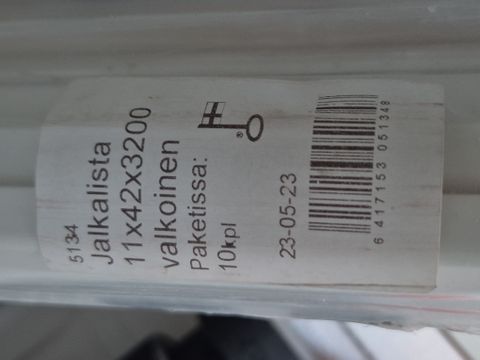 5134
Jalkalista
11x42x3200
valkoinen
Paketissa:
10kpl
®
23-05-23
6 417153 051348